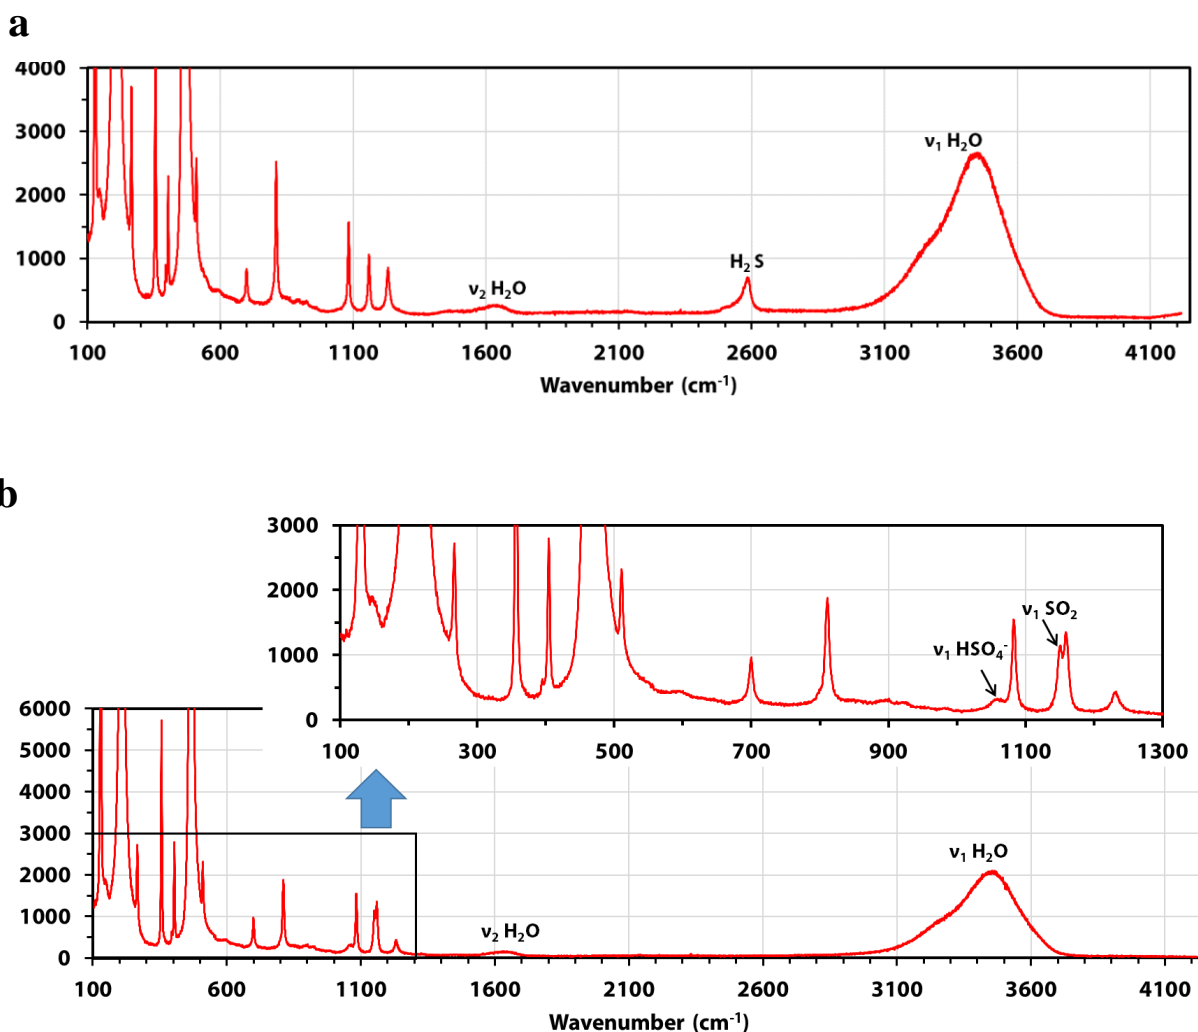 a
4000
3000
2000
1000
0
ν₁ H₂O
H₂S
ν₂ H₂O
100 600 1100 1600 2100 2600 3100 3600 4100
Wavenumber (cm⁻¹)
b
3000
2000
1000
0
ν₁ SO₂
ν₁ HSO₄⁻
100 300 500 700 900 1100 1300
6000
5000
4000
3000
2000
1000
0
ν₁ H₂O
ν₂ H₂O
100 600 1100 1600 2100 2600 3100 3600 4100
Wavenumber (cm⁻¹)